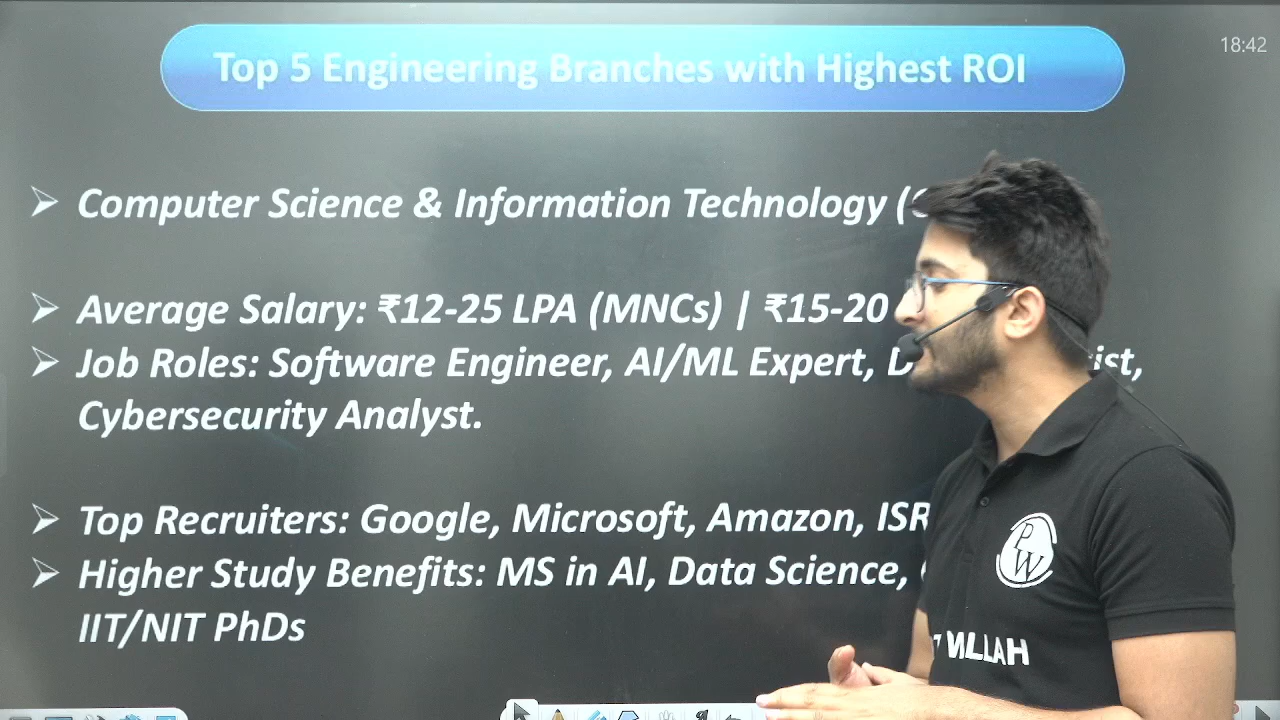 Top 5 Engineering Branches with Highest ROI
18:42
Computer Science & Information Technology (
Average Salary: ₹12-25 LPA (MNCs) | ₹15-20
Job Roles: Software Engineer, AI/ML Expert,
Cybersecurity Analyst.
Top Recruiters: Google, Microsoft, Amazon,
Higher Study Benefits: MS in AI, Data Science,
IIT/NIT PhDs
PW